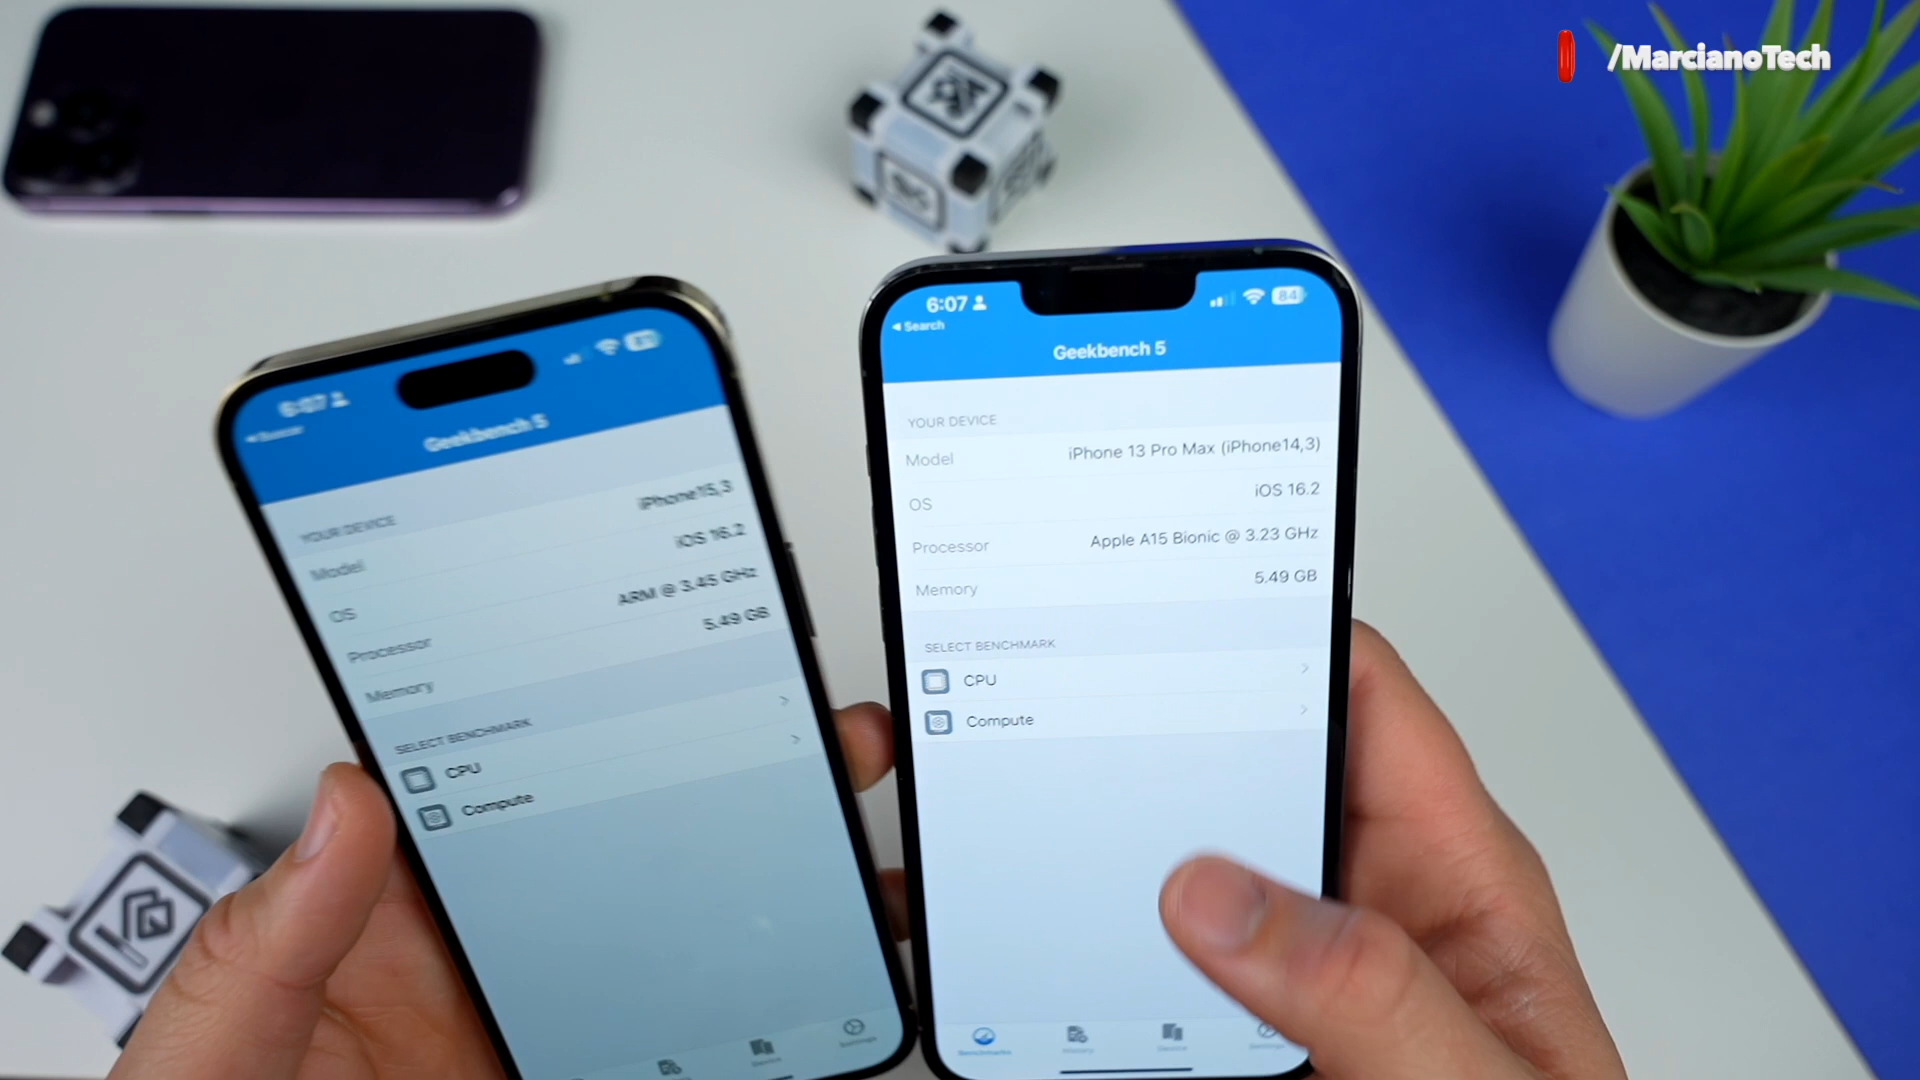 /MarcianoTech
6:07
Geekbench 5
YOUR DEVICE
Model iPhone15,3
OS iOS 16.2
Processor ARM @ 3.45 GHz
Memory 5.49 GB
SELECT BENCHMARK
CPU
Compute
6:07
84
Search
Geekbench 5
YOUR DEVICE
Model iPhone 13 Pro Max (iPhone14,3)
OS iOS 16.2
Processor Apple A15 Bionic @ 3.23 GHz
Memory 5.49 GB
SELECT BENCHMARK
CPU
Compute
Benchmarks